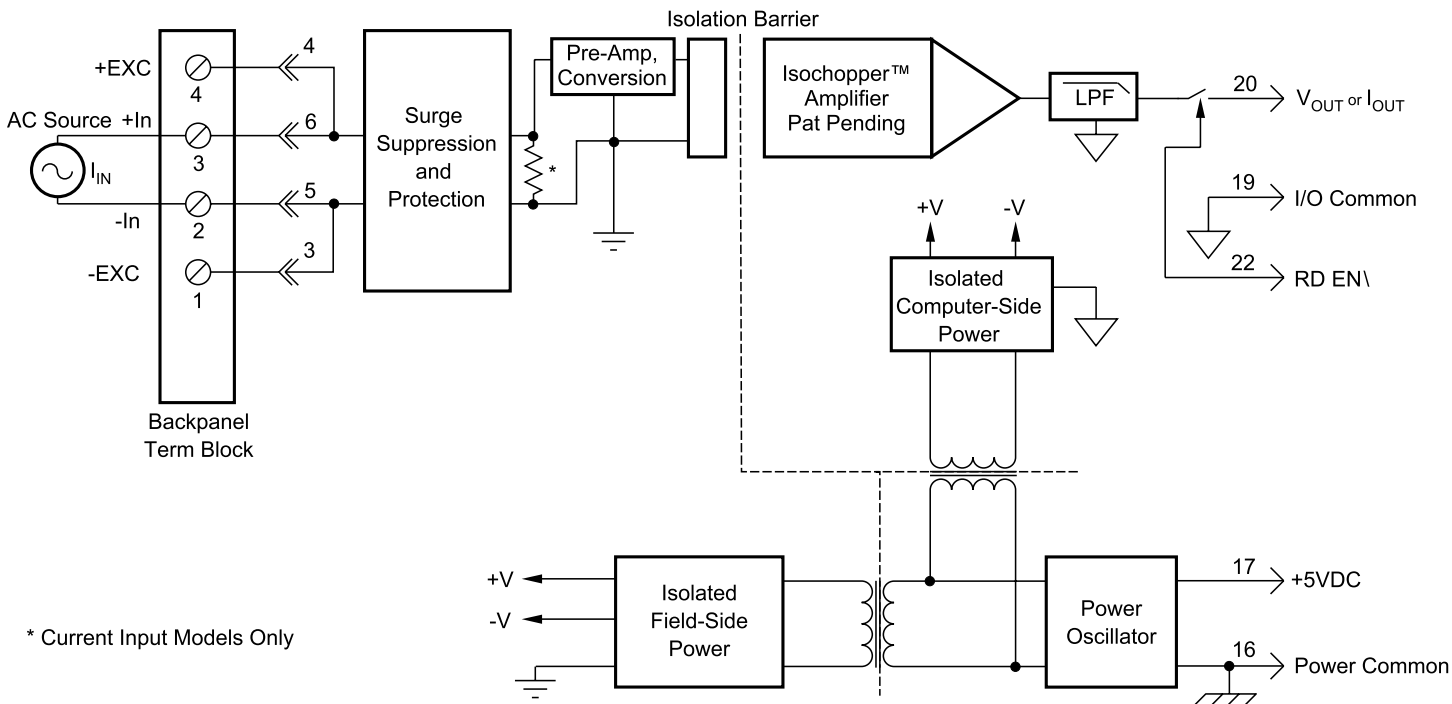 Isolation Barrier
+EXC
4
4
AC Source
+In
3
6
I_IN
-In
2
5
-EXC
1
3
Backpanel
Term Block
Surge
Suppression
and
Protection
*
Pre-Amp,
Conversion
Isochopper™
Amplifier
Pat Pending
LPF
20
V_OUT or I_OUT
19
I/O Common
22
RD EN\
+V
-V
Isolated
Computer-Side
Power
+V
-V
Isolated
Field-Side
Power
Power
Oscillator
17
+5VDC
16
Power Common
* Current Input Models Only